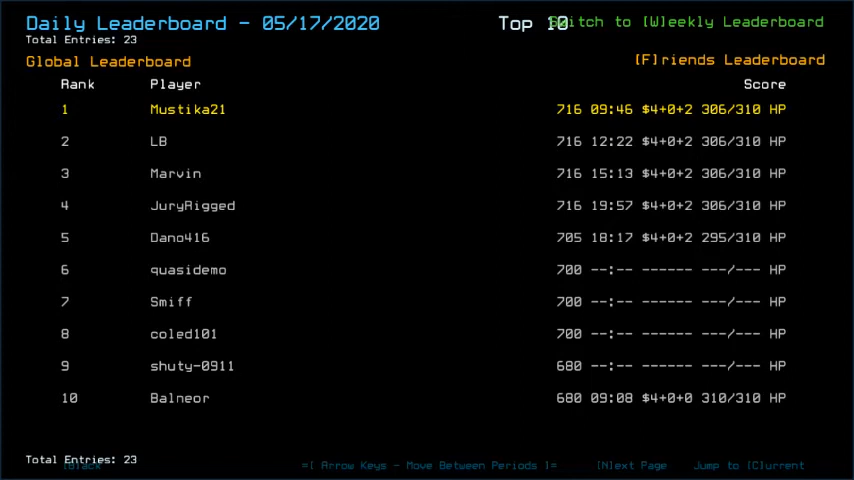 Daily Leaderboard - 05/17/2020 Top 10 Switch to [W]eekly Leaderboard
Total Entries: 23
Global Leaderboard [F]riends Leaderboard
Rank Player Score
1 Mustika21 716 09:46 $4+0+2 306/310 HP
2 LB 716 12:22 $4+0+2 306/310 HP
3 Marvin 716 15:13 $4+0+2 306/310 HP
4 JuryRigged 716 19:57 $4+0+2 306/310 HP
5 Dano416 705 18:17 $4+0+2 295/310 HP
6 quasidemo 700 --:-- ------ ---/--- HP
7 Smiff 700 --:-- ------ ---/--- HP
8 coled101 700 --:-- ------ ---/--- HP
9 shuty-0911 680 --:-- ------ ---/--- HP
10 Balneor 680 09:08 $4+0+0 310/310 HP
Total Entries: 23
[B]ack =[ Arrow Keys - Move Between Periods ]= [N]ext Page Jump to [C]urrent